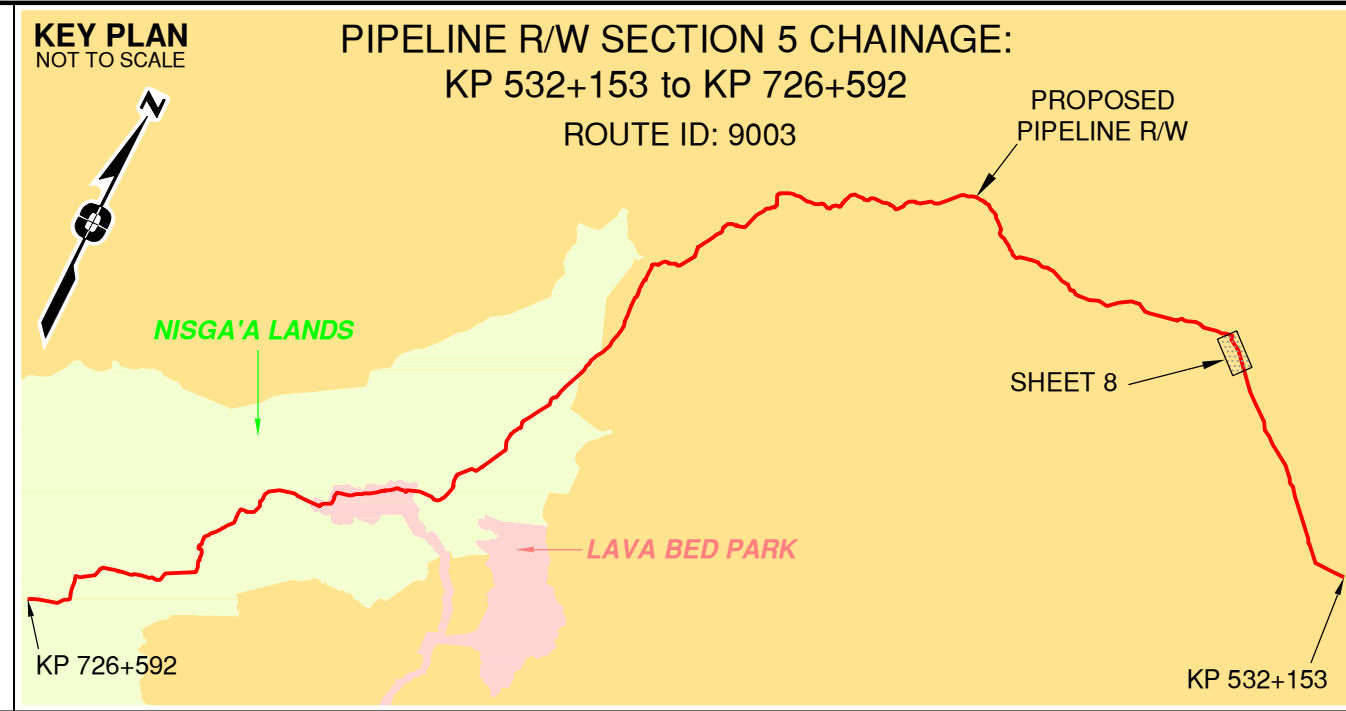 KEY PLAN
NOT TO SCALE
PIPELINE R/W SECTION 5 CHAINAGE:
KP 532+153 to KP 726+592
ROUTE ID: 9003
PROPOSED
PIPELINE R/W
N
NISGA'A LANDS
SHEET 8
LAVA BED PARK
KP 726+592
KP 532+153